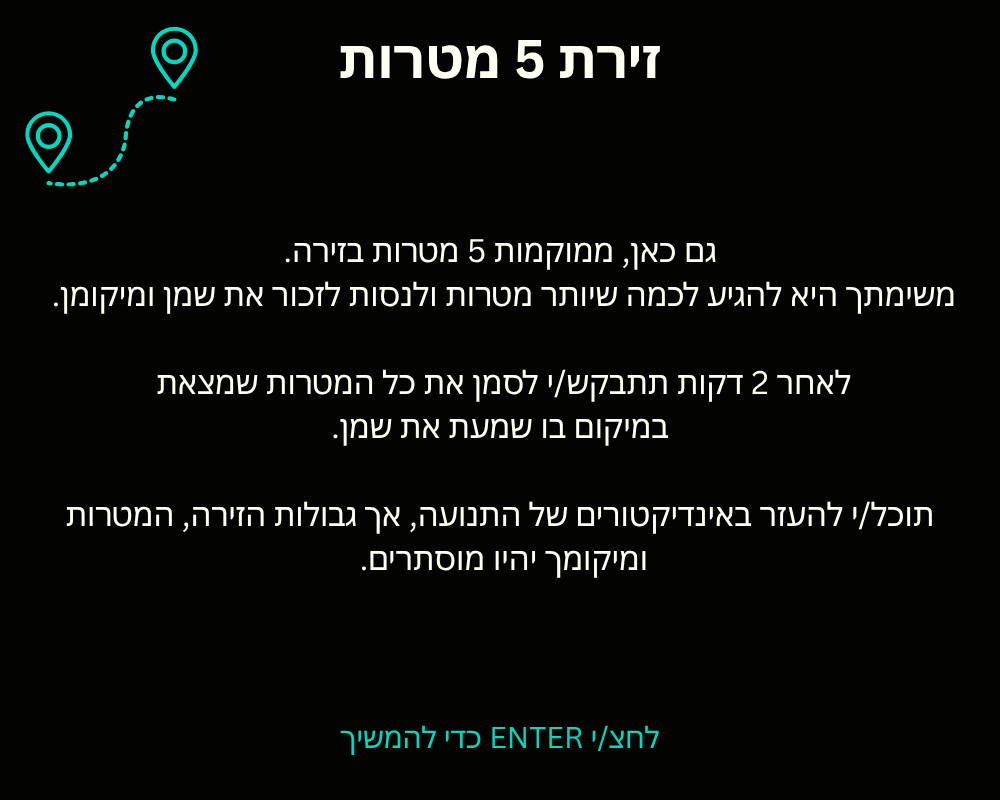 זירת 5 מטרות
גם כאן, ממוקמות 5 מטרות בזירה.
משימתך היא להגיע לכמה שיותר מטרות ולנסות לזכור את שמן ומיקומן.
לאחר 2 דקות תתבקש/י לסמן את כל המטרות שמצאת
במיקום בו שמעת את שמן.
תוכל/י להעזר באינדיקטורים של התנועה, אך גבולות הזירה, המטרות
ומיקומך יהיו מוסתרים.
לחצ/י ENTER כדי להמשיך